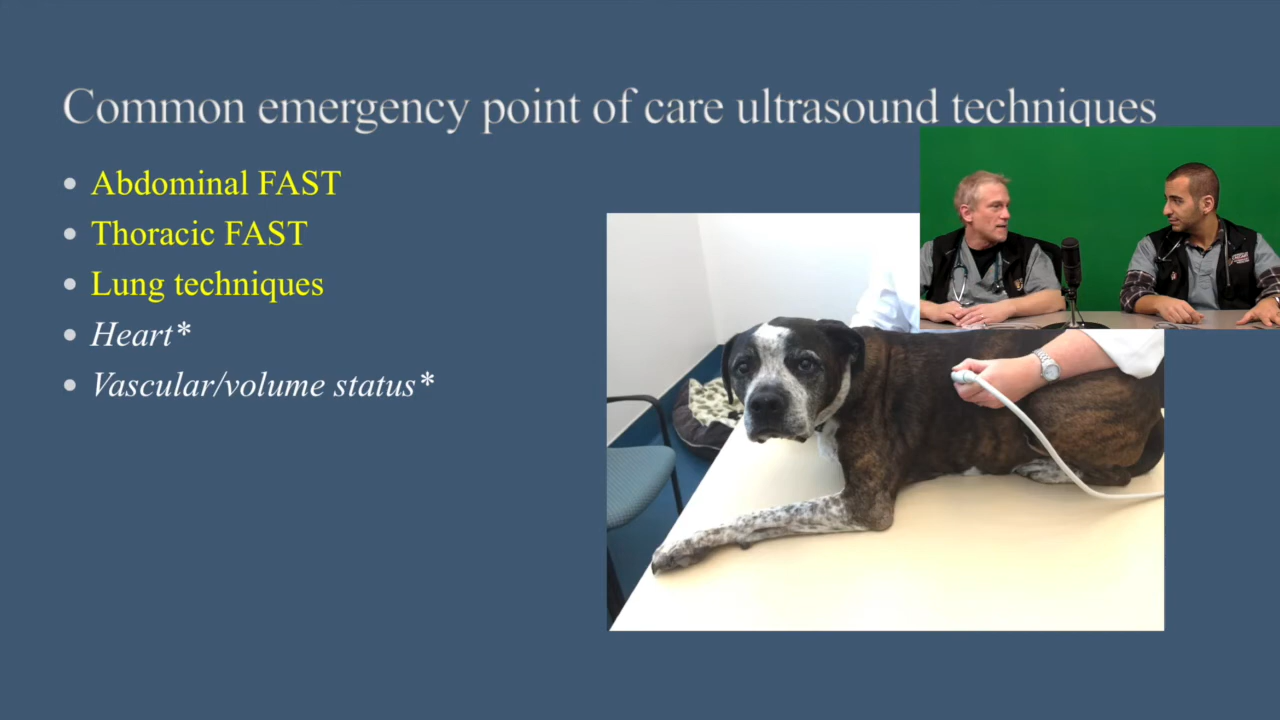 Common emergency point of care ultrasound techniques
• Abdominal FAST
• Thoracic FAST
• Lung techniques
• Heart*
• Vascular/volume status*